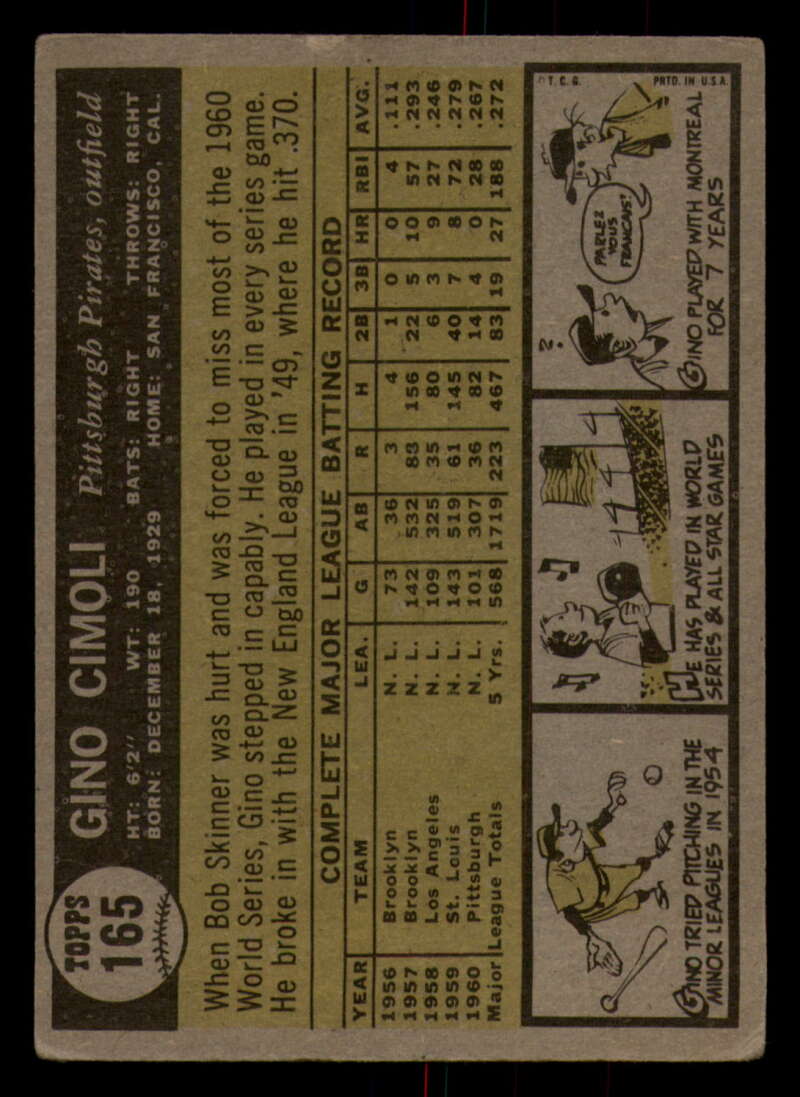 TOPPS
165
GINO CIMOLI Pittsburgh Pirates, outfield
HT: 6'2" WT: 190 BATS: RIGHT THROWS: RIGHT
BORN: DECEMBER 18, 1929 HOME: SAN FRANCISCO, CAL.
When Bob Skinner was hurt and was forced to miss most of the 1960
World Series, Gino stepped in capably. He played in every series game.
He broke in with the New England League in '49, where he hit .370.
COMPLETE MAJOR LEAGUE BATTING RECORD
YEAR TEAM LEA. G AB R H 2B 3B HR RBI AVG.
1956 Brooklyn N. L. 73 36 3 4 1 0 0 4 .111
1957 Brooklyn N. L. 142 532 88 156 22 5 10 57 .293
1958 Los Angeles N. L. 109 325 35 80 6 3 9 27 .246
1959 St. Louis N. L. 143 519 61 145 40 7 8 72 .279
1960 Pittsburgh N. L. 101 307 36 82 14 4 0 28 .267
Major League Totals 5 Yrs. 568 1719 223 467 83 19 27 188 .272
GINO TRIED PITCHING IN THE
MINOR LEAGUES IN 1954
HE HAS PLAYED IN WORLD
SERIES & ALL STAR GAMES
2.
PARLEZ
VOUS
FRANCAIS?
GINO PLAYED WITH MONTREAL
FOR 7 YEARS
T. C. G. PRTD. IN U.S.A.